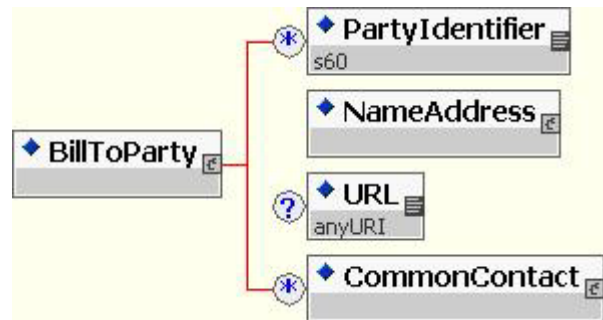 PartyIdentifier
s60
NameAddress
BillToParty
?
URL
anyURI
CommonContact